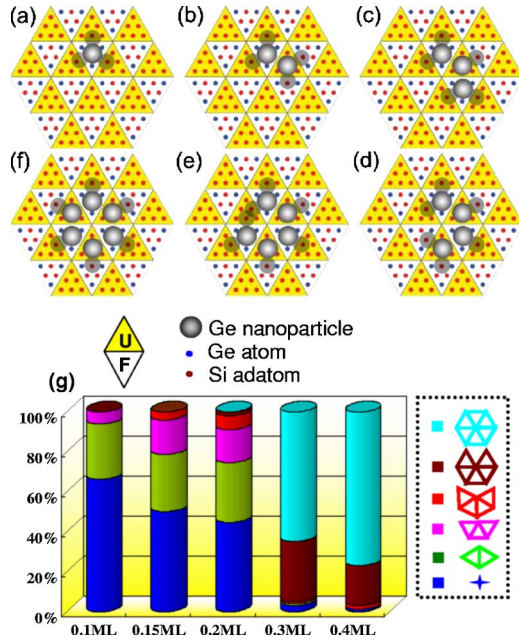 (a) (b) (c)
(f) (e) (d)
U
F
Ge nanoparticle
Ge atom
Si adatom
(g)
100%
80%
60%
40%
20%
0%
0.1ML 0.15ML 0.2ML 0.3ML 0.4ML